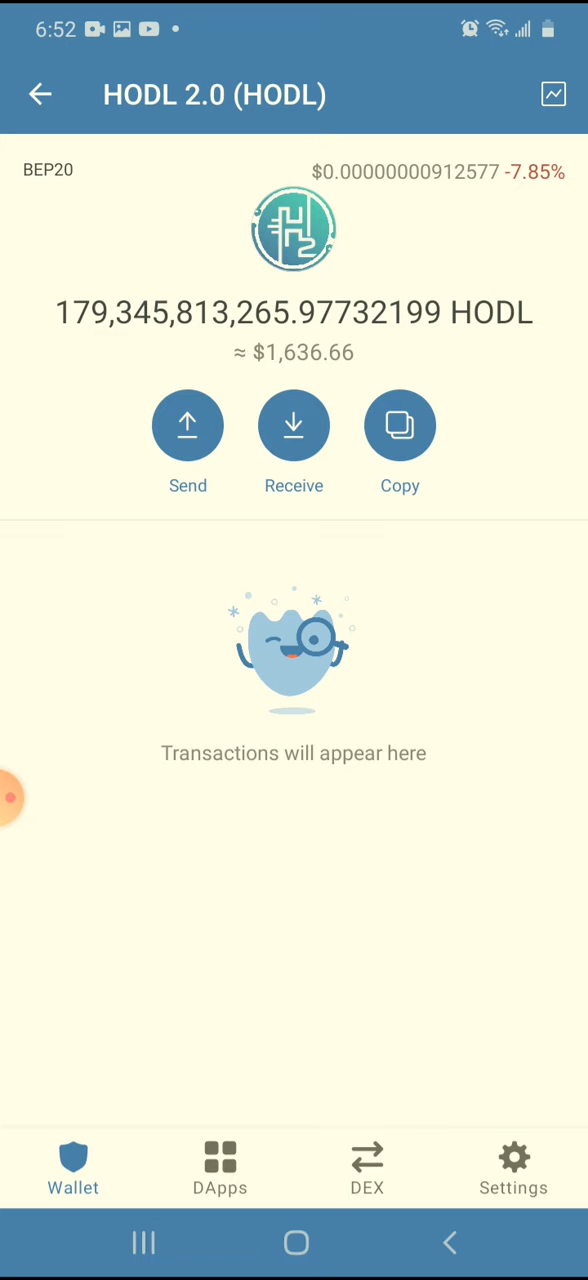 6:52
HODL 2.0 (HODL)
BEP20
$0.00000000912577 -7.85%
H2
179,345,813,265.97732199 HODL
≈ $1,636.66
Send Receive Copy
Transactions will appear here
Wallet DApps DEX Settings